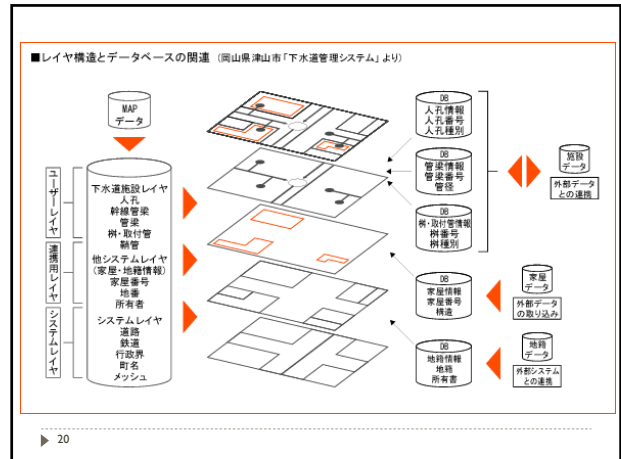 ■レイヤ構造とデータベースの関連 (岡山県津山市「下水道管理システム」より)
MAP
データ
ユーザーレイヤ
連携用レイヤ
システムレイヤ
下水道施設レイヤ
人孔
幹線管梁
管梁
桝・取付管
鞘管
他システムレイヤ
(家屋・地籍情報)
家屋番号
地番
所有者
システムレイヤ
道路
鉄道
行政界
町名
メッシュ
DB
人孔情報
人孔番号
人孔種別
DB
管梁情報
管梁番号
管径
DB
桝・取付管情報
桝番号
桝種別
DB
家屋情報
家屋番号
構造
DB
地籍情報
地籍
所有書
施設
データ
外部データ
との連携
家屋
データ
外部データ
の取り込み
地籍
データ
外部システム
との連携
20